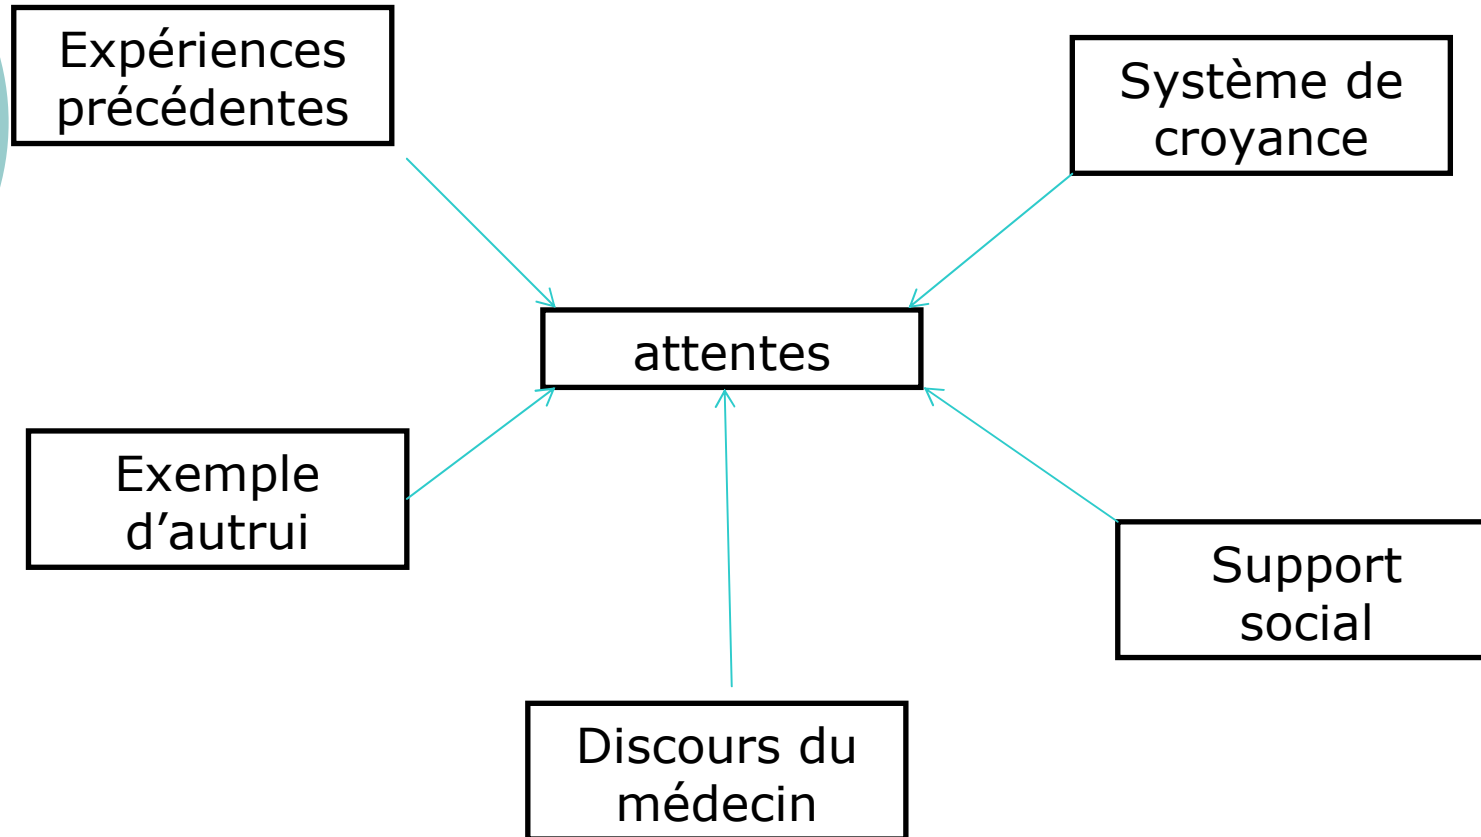 Expériences
précédentes
Système de
croyance
attentes
Exemple
d’autrui
Support
social
Discours du
médecin